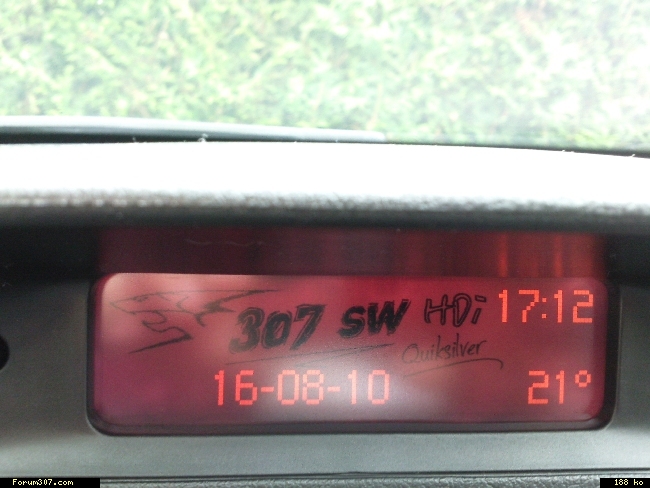 307 SW HDi 17:12
Quiksilver
16-08-10 21°
Forum307.com 188 ko